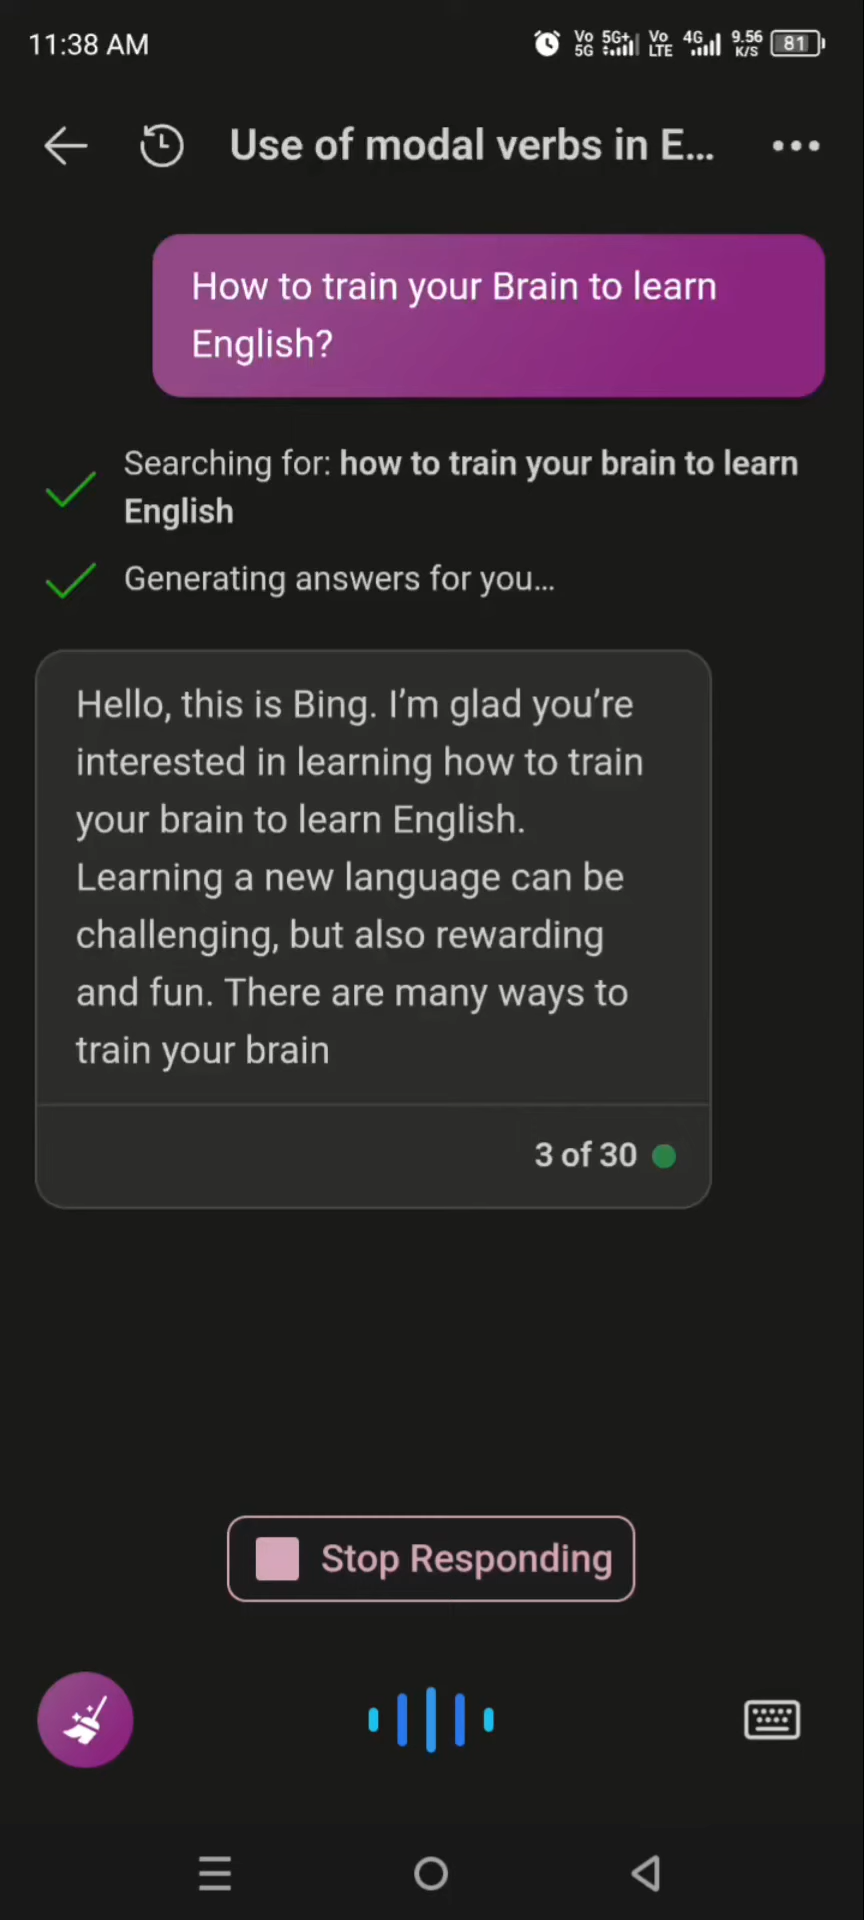 11:38 AM
Vo 5G 5G+ Vo LTE 4G 9.56 K/S 81
Use of modal verbs in E...
How to train your Brain to learn
English?
Searching for: how to train your brain to learn
English
Generating answers for you...
Hello, this is Bing. I’m glad you’re
interested in learning how to train
your brain to learn English.
Learning a new language can be
challenging, but also rewarding
and fun. There are many ways to
train your brain
3 of 30
Stop Responding